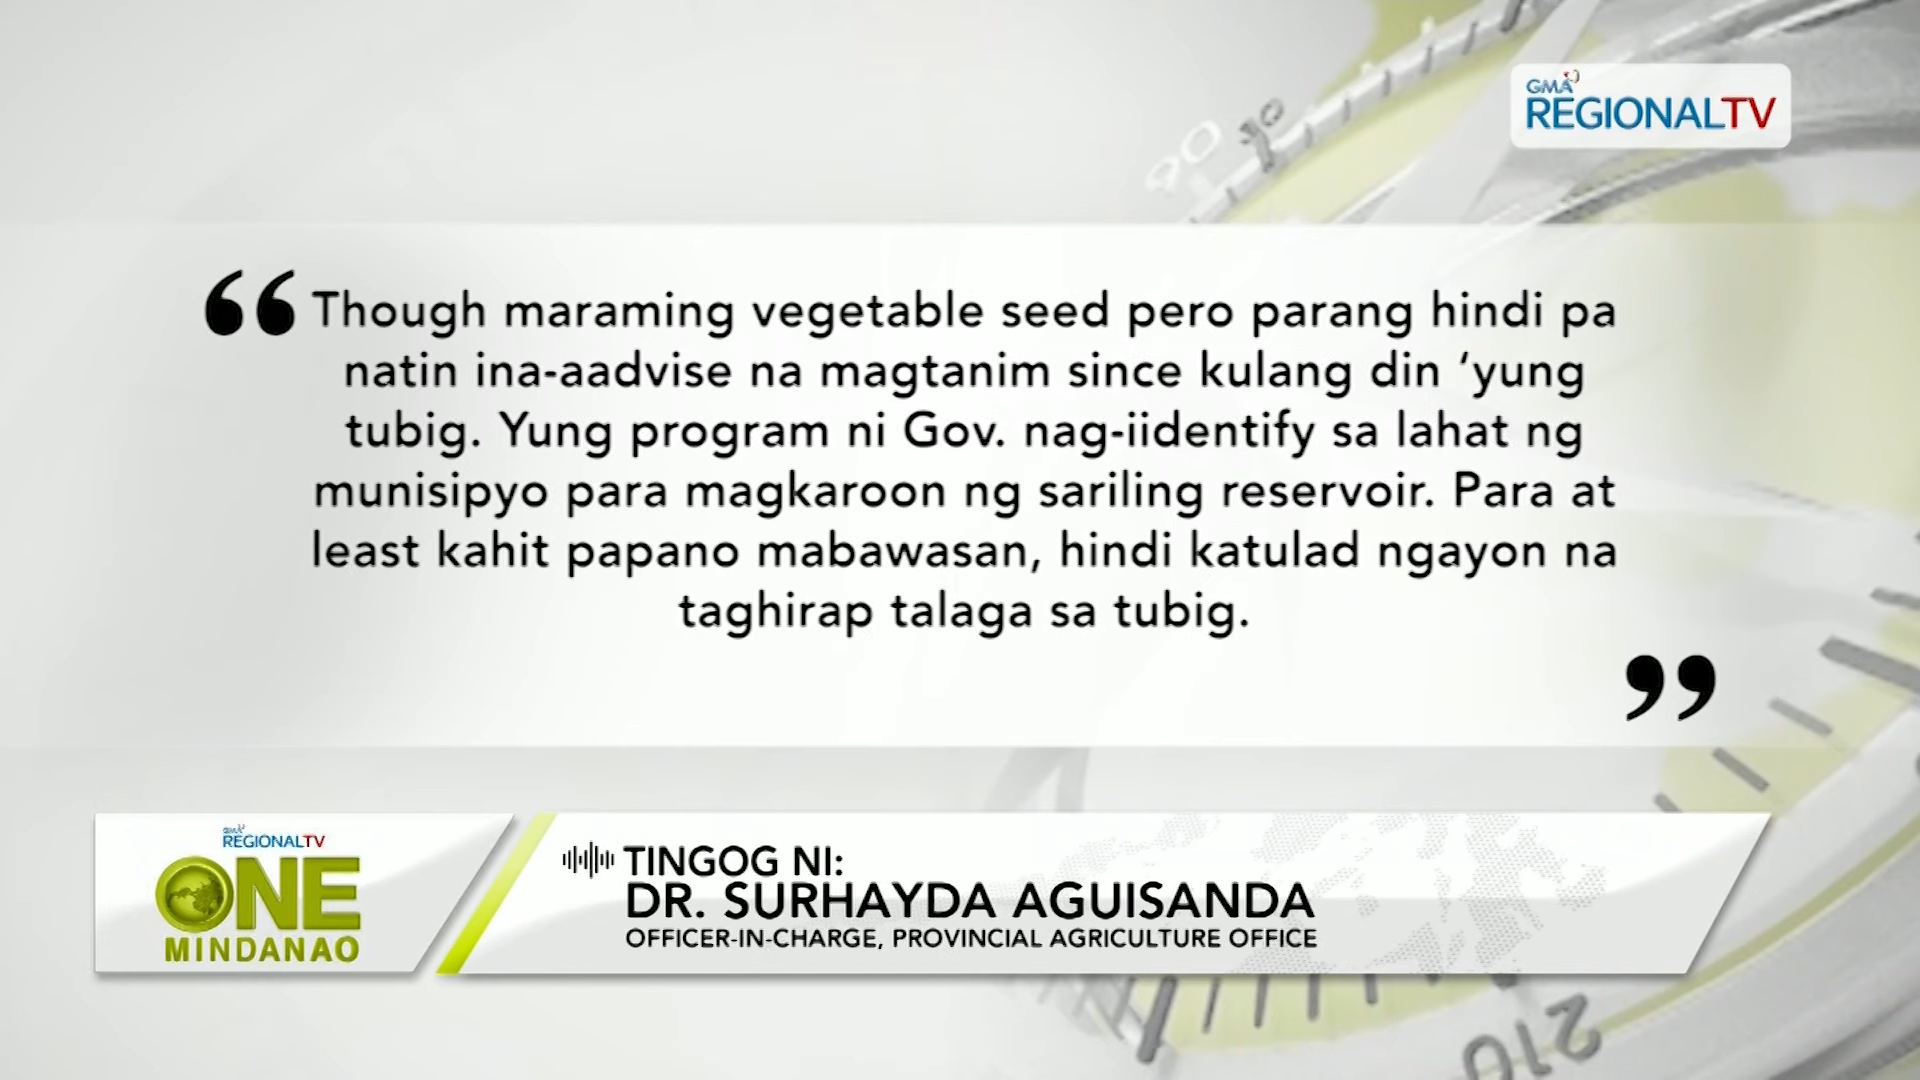 GMA
REGIONALTV
30
“Though maraming vegetable seed pero parang hindi pa
natin ina-aadvise na magtanim since kulang din ‘yung
tubig. Yung program ni Gov. nag-iidentify sa lahat ng
munisipyo para magkaroon ng sariling reservoir. Para at
least kahit papano mabawasan, hindi katulad ngayon na
taghirap talaga sa tubig.
”
GMA
REGIONALTV
ONE
MINDANAO
TINGOG NI:
DR. SURHAYDA AGUISANDA
OFFICER-IN-CHARGE, PROVINCIAL AGRICULTURE OFFICE
210